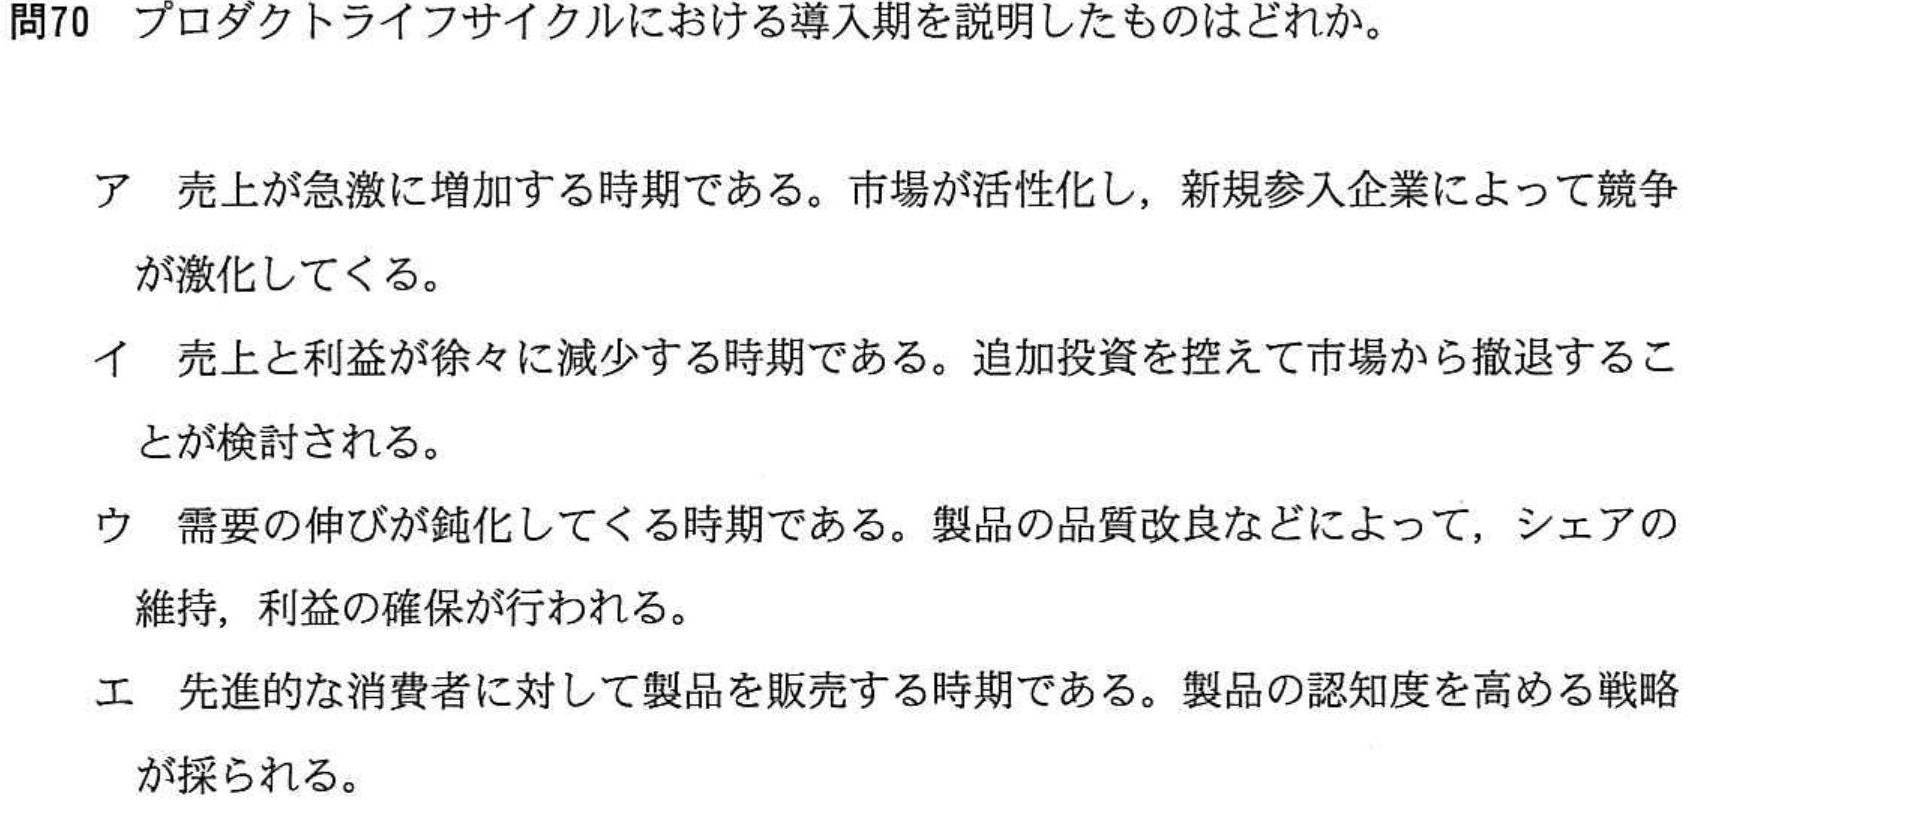 問70　プロダクトライフサイクルにおける導入期を説明したものはどれか。
ア　売上が急激に増加する時期である。市場が活性化し，新規参入企業によって競争
が激化してくる。
イ　売上と利益が徐々に減少する時期である。追加投資を控えて市場から撤退するこ
とが検討される。
ウ　需要の伸びが鈍化してくる時期である。製品の品質改良などによって，シェアの
維持，利益の確保が行われる。
エ　先進的な消費者に対して製品を販売する時期である。製品の認知度を高める戦略
が採られる。